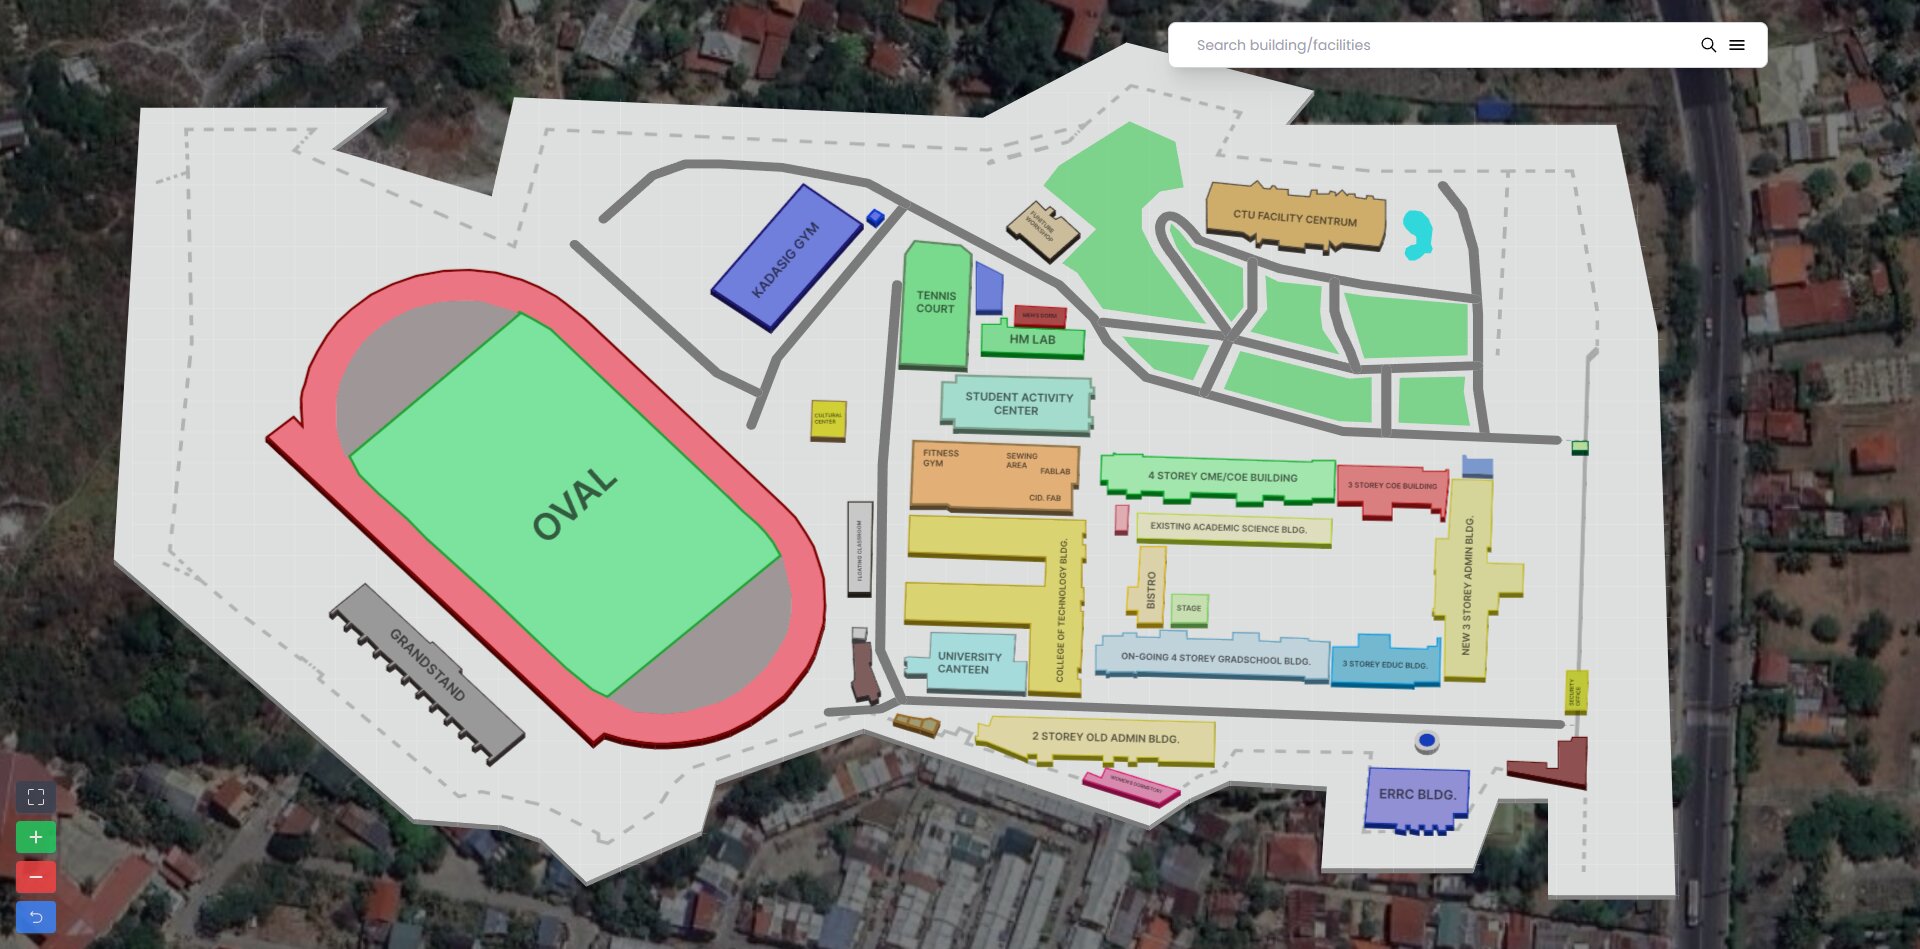 Search building/facilities
CTU FACILITY CENTRUM
FUNITURE
WORKSHOP
KADASIG GYM
TENNIS
COURT
MEN'S DORM
HM LAB
STUDENT ACTIVITY
CENTER
CULTURAL
CENTER
FITNESS
GYM
SEWING
AREA
FABLAB
CID. FAB
4 STOREY CME/COE BUILDING
3 STOREY COE BUILDING
EXISTING ACADEMIC SCIENCE BLDG.
OVAL
FLOATING CLASSROOM
COLLEGE OF TECHNOLOGY BLDG.
BISTRO
STAGE
NEW 3 STOREY ADMIN BLDG.
GRANDSTAND
UNIVERSITY
CANTEEN
ON-GOING 4 STOREY GRADSCHOOL BLDG.
3 STOREY EDUC BLDG.
SECURITY
OFFICE
2 STOREY OLD ADMIN BLDG.
WOMEN'S DORMITORY
ERRC BLDG.